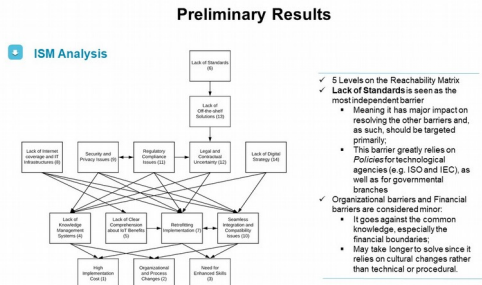 Preliminary Results
ISM Analysis
Lack of Standards
(6)
Lack of
Off-the-shelf
Solutions (13)
Lack of Internet
coverage and IT
Infrastructures (8)
Security and
Privacy Issues (9)
Regulatory
Compliance
Issues (11)
Legal and
Contractual
Uncertainty (12)
Lack of Digital
Strategy (14)
Lack of
Knowledge
Management
Systems (4)
Lack of Clear
Comprehension
about IoT Benefits
(5)
Retrofitting
Implementation (7)
Seamless
Integration and
Compatibility
Issues (10)
High
Implementation
Cost (1)
Organizational
and Process
Changes (2)
Need for
Enhanced Skills
(3)
✓ 5 Levels on the Reachability Matrix
✓ Lack of Standards is seen as the
most independent barrier
▪ Meaning it has major impact on
resolving the other barriers and,
as such, should be targeted
primarily;
▪ This barrier greatly relies on
Policies for technological
agencies (e.g. ISO and IEC), as
well as for governmental
branches
✓ Organizational barriers and Financial
barriers are considered minor:
▪ It goes against the common
knowledge, especially the
financial boundaries;
▪ May take longer to solve since it
relies on cultural changes rather
than technical or procedural.